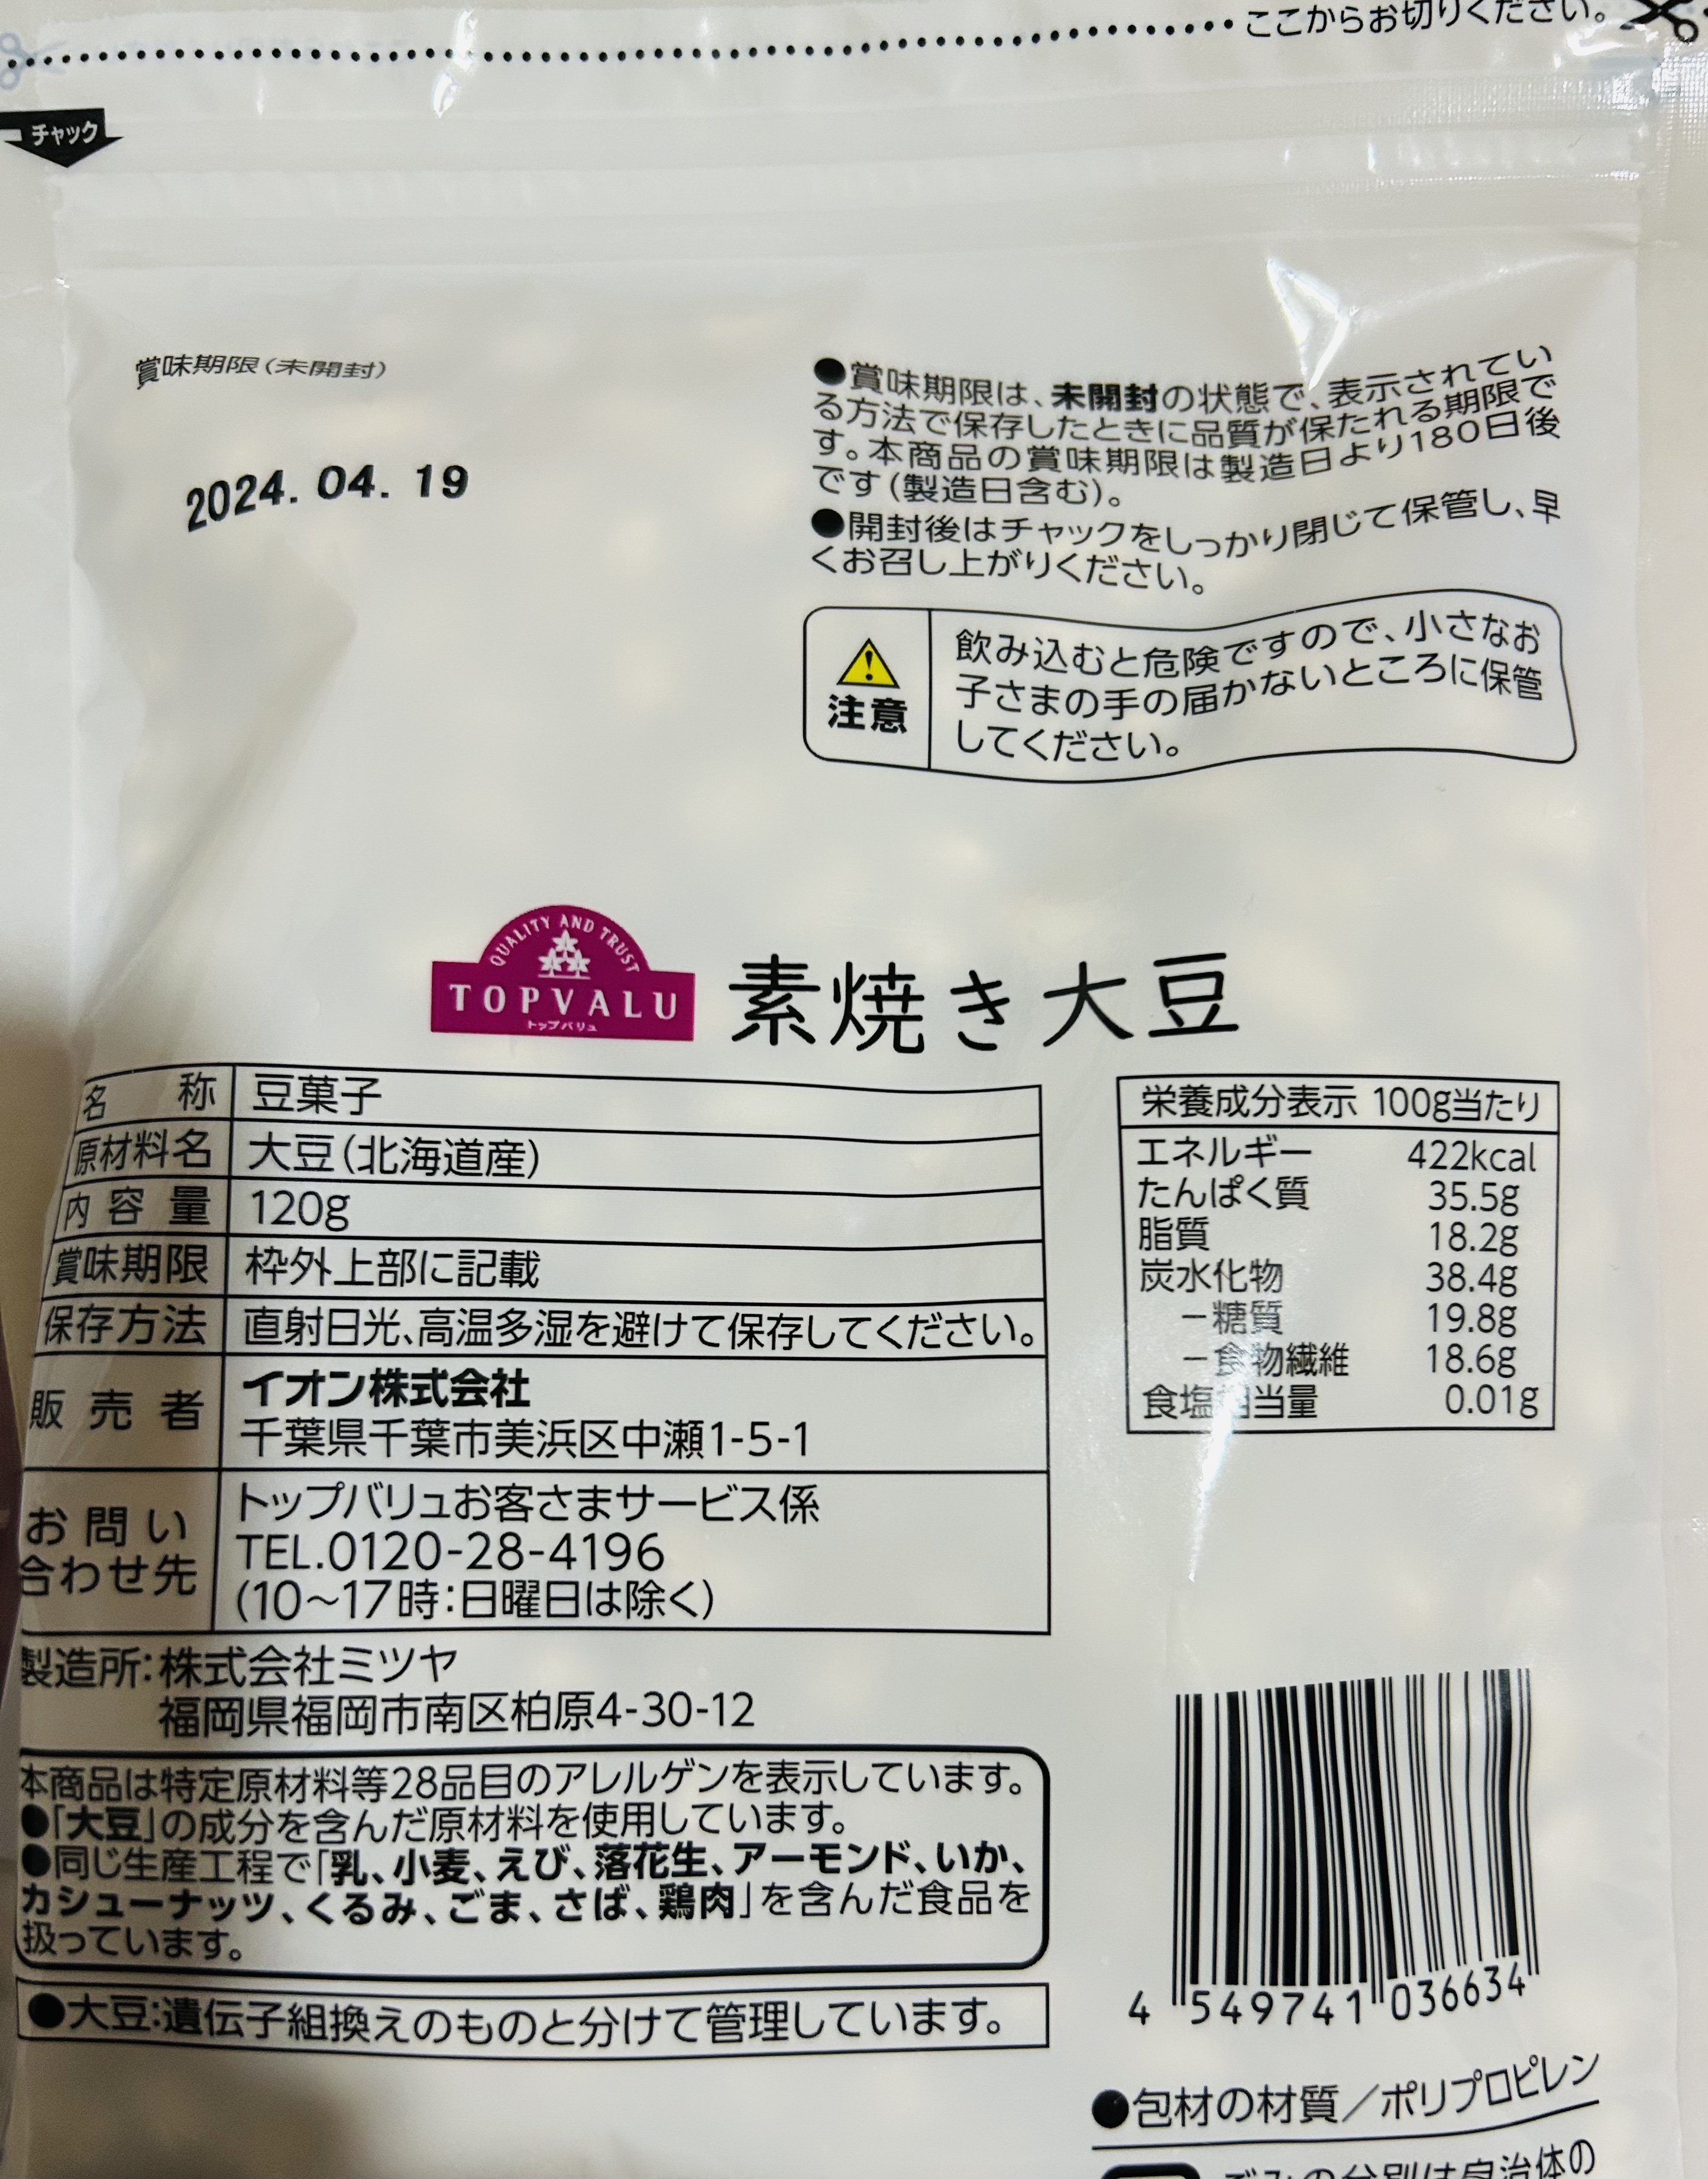 ここからお切りください。
チャック
賞味期限(未開封)
2024. 04. 19
●賞味期限は、未開封の状態で、表示されてい
る方法で保存したときに品質が保たれる期限で
す。本商品の賞味期限は製造日より180日後
です(製造日含む)。
●開封後はチャックをしっかり閉じて保管し、早
くお召し上がりください。
注意
飲み込むと危険ですので、小さなお
子さまの手の届かないところに保管
してください。
QUALITY AND TRUST
TOPVALU
トップバリュ
素焼き大豆
名称 豆菓子
原材料名 大豆(北海道産)
内容量 120g
賞味期限 枠外上部に記載
保存方法 直射日光、高温多湿を避けて保存してください。
販売者 イオン株式会社
千葉県千葉市美浜区中瀬1-5-1
お問い
合わせ先
トップバリュお客さまサービス係
TEL.0120-28-4196
(10～17時:日曜日は除く)
栄養成分表示 100g当たり
エネルギー 422kcal
たんぱく質 35.5g
脂質 18.2g
炭水化物 38.4g
－糖質 19.8g
－食物繊維 18.6g
食塩相当量 0.01g
製造所:株式会社ミツヤ
福岡県福岡市南区柏原4-30-12
本商品は特定原材料等28品目のアレルゲンを表示しています。
●「大豆」の成分を含んだ原材料を使用しています。
●同じ生産工程で「乳、小麦、えび、落花生、アーモンド、いか、
カシューナッツ、くるみ、ごま、さば、鶏肉」を含んだ食品を
扱っています。
●大豆:遺伝子組換えのものと分けて管理しています。
4 549741 036634
●包材の材質／ポリプロピレン
ごみの分別は自治体の